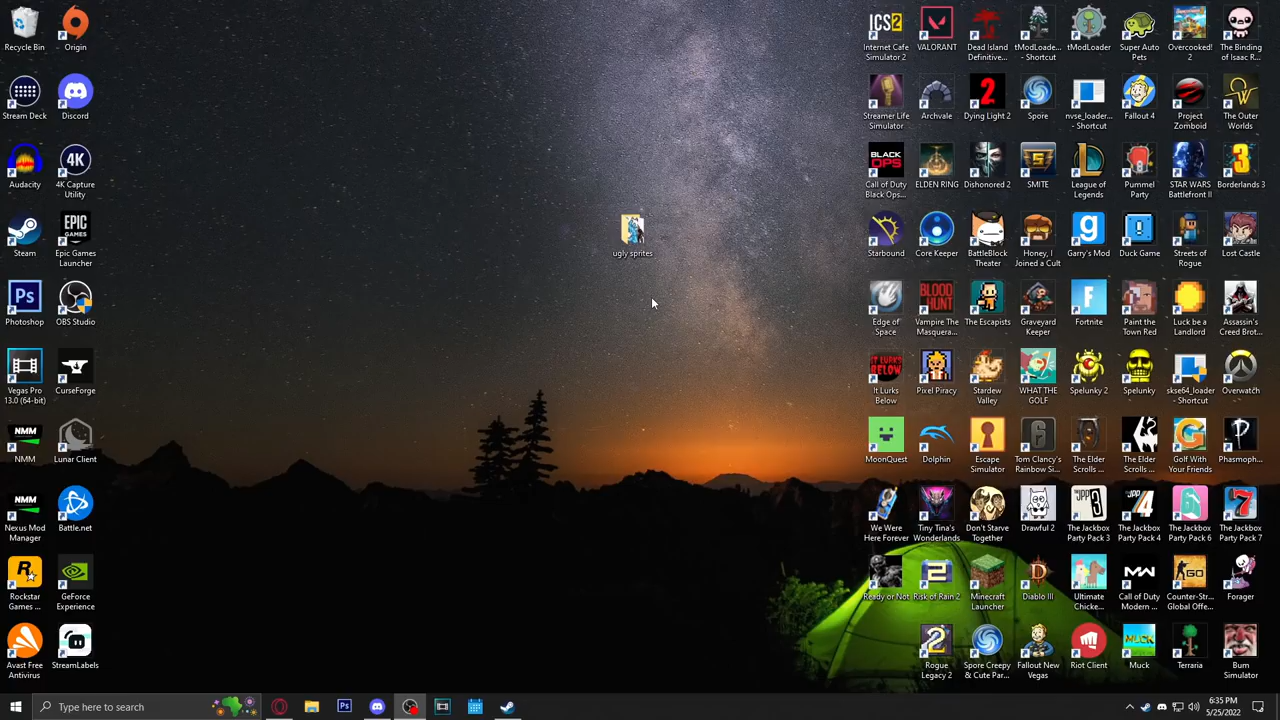 Recycle Bin
Origin
Stream Deck
Discord
Audacity
4K Capture
Utility
Steam
Epic Games
Launcher
Photoshop
OBS Studio
Vegas Pro
13.0 (64-bit)
CurseForge
NMM
Lunar Client
Nexus Mod
Manager
Battle.net
Rockstar
Games ...
GeForce
Experience
Avast Free
Antivirus
StreamLabels
ugly sprites
Internet Cafe
Simulator 2
VALORANT
Dead Island
Definitive...
tModLoade...
- Shortcut
tModLoader
Super Auto
Pets
Overcooked!
2
The Binding
of Isaac R...
Streamer Life
Simulator
Archvale
Dying Light 2
Spore
nvse_loader...
- Shortcut
Fallout 4
Project
Zomboid
The Outer
Worlds
Call of Duty
Black Ops...
ELDEN RING
Dishonored 2
SMITE
League of
Legends
Pummel
Party
STAR WARS
Battlefront II
Borderlands 3
Starbound
Core Keeper
BattleBlock
Theater
Honey, I
Joined a Cult
Garry's Mod
Duck Game
Streets of
Rogue
Lost Castle
Edge of
Space
Vampire The
Masquera...
The Escapists
Graveyard
Keeper
Fortnite
Paint the
Town Red
Luck be a
Landlord
Assassin's
Creed Brot...
It Lurks
Below
Pixel Piracy
Stardew
Valley
WHAT THE
GOLF
Spelunky 2
Spelunky
skse64_loader
- Shortcut
Overwatch
MoonQuest
Dolphin
Escape
Simulator
Tom Clancy's
Rainbow Si...
The Elder
Scrolls ...
The Elder
Scrolls ...
Golf With
Your Friends
Phasmoph...
We Were
Here Forever
Tiny Tina's
Wonderlands
Don't Starve
Together
Drawful 2
The Jackbox
Party Pack 3
The Jackbox
Party Pack 4
The Jackbox
Party Pack 6
The Jackbox
Party Pack 7
Ready or Not
Risk of Rain 2
Minecraft
Launcher
Diablo III
Ultimate
Chicke...
Call of Duty
Modern ...
Counter-Str...
Global Offe...
Forager
Rogue
Legacy 2
Spore Creepy
& Cute Par...
Fallout New
Vegas
Riot Client
Muck
Terraria
Bum
Simulator
Type here to search
6:35 PM
5/25/2022